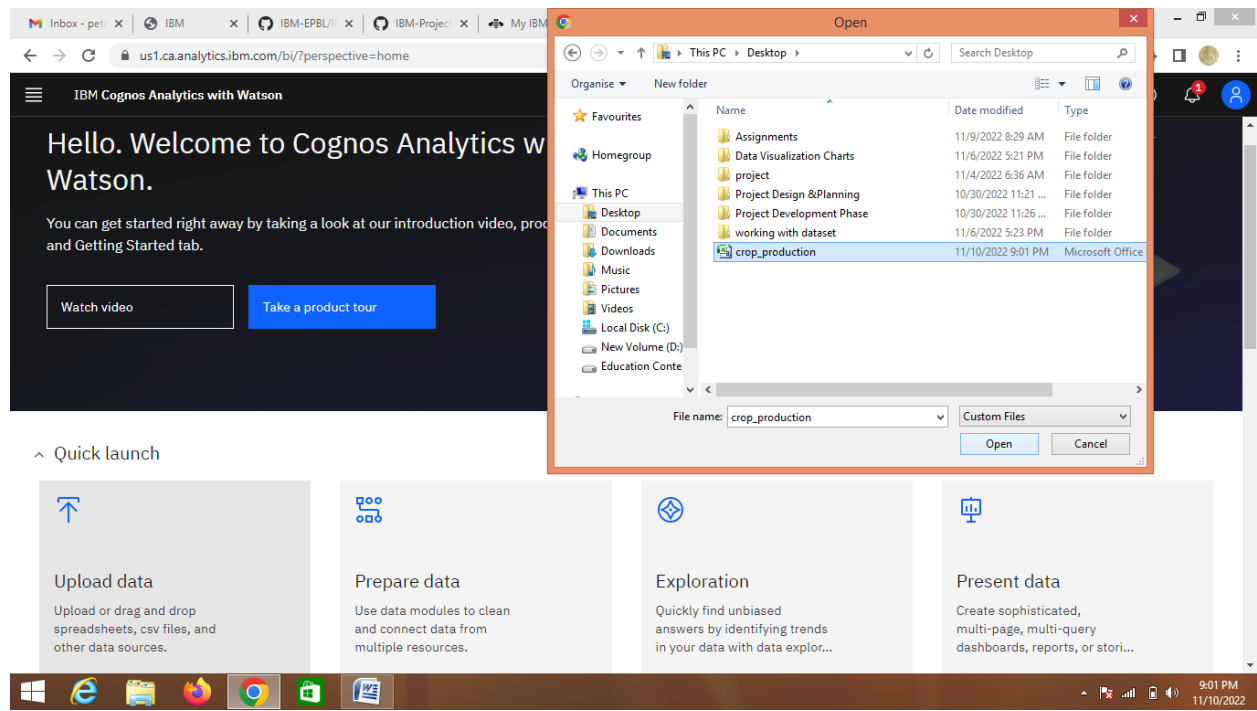 Inbox - pet
IBM
IBM-EPBL/I
IBM-Project
My IBM
us1.ca.analytics.ibm.com/bi/?perspective=home
IBM Cognos Analytics with Watson
1
Hello. Welcome to Cognos Analytics w
Watson.
You can get started right away by taking a look at our introduction video, prod
and Getting Started tab.
Watch video
Take a product tour
Open
This PC
Desktop
Search Desktop
Organise
New folder
Favourites
Homegroup
This PC
Desktop
Documents
Downloads
Music
Pictures
Videos
Local Disk (C:)
New Volume (D:)
Education Conte
Name Date modified Type
Assignments 11/9/2022 8:29 AM File folder
Data Visualization Charts 11/6/2022 5:21 PM File folder
project 11/4/2022 6:36 AM File folder
Project Design &Planning 10/30/2022 11:21 ... File folder
Project Development Phase 10/30/2022 11:26 ... File folder
working with dataset 11/6/2022 5:23 PM File folder
crop_production 11/10/2022 9:01 PM Microsoft Office
File name: crop_production
Custom Files
Open
Cancel
Quick launch
Upload data
Upload or drag and drop
spreadsheets, csv files, and
other data sources.
Prepare data
Use data modules to clean
and connect data from
multiple resources.
Exploration
Quickly find unbiased
answers by identifying trends
in your data with data explor...
Present data
Create sophisticated,
multi-page, multi-query
dashboards, reports, or stori...
9:01 PM
11/10/2022